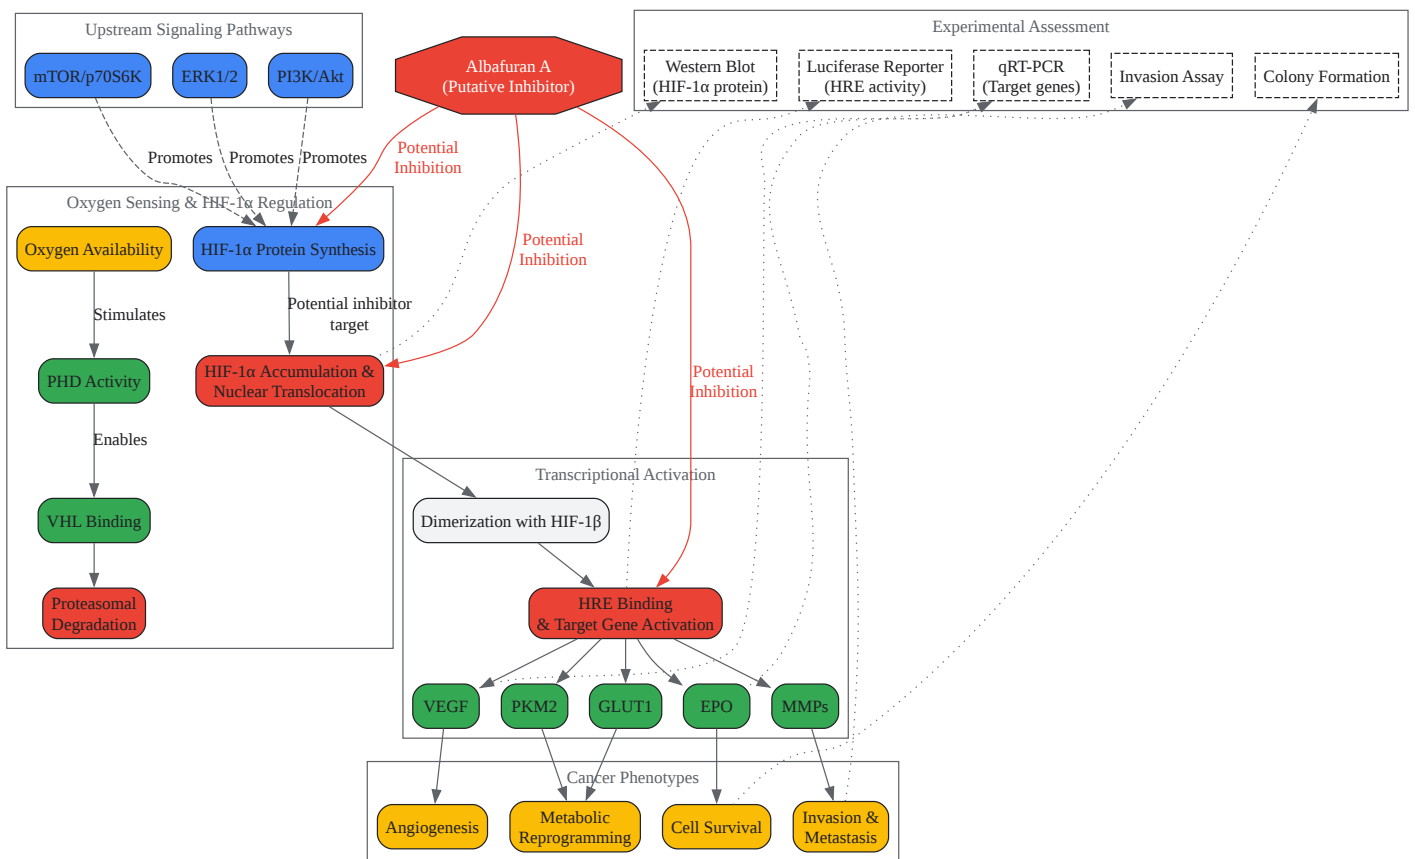 Upstream Signaling Pathways
mTOR/p70S6K
ERK1/2
PI3K/Akt
Albafuran A
(Putative Inhibitor)
Experimental Assessment
Western Blot
(HIF-1α protein)
Luciferase Reporter
(HRE activity)
qRT-PCR
(Target genes)
Invasion Assay
Colony Formation
Promotes
Promotes
Promotes
Potential
Inhibition
Oxygen Sensing & HIF-1α Regulation
Oxygen Availability
HIF-1α Protein Synthesis
Potential
Inhibition
Stimulates
Potential inhibitor
target
PHD Activity
HIF-1α Accumulation &
Nuclear Translocation
Potential
Inhibition
Enables
Transcriptional Activation
VHL Binding
Dimerization with HIF-1β
Proteasomal
Degradation
HRE Binding
& Target Gene Activation
VEGF
PKM2
GLUT1
EPO
MMPs
Cancer Phenotypes
Angiogenesis
Metabolic
Reprogramming
Cell Survival
Invasion &
Metastasis